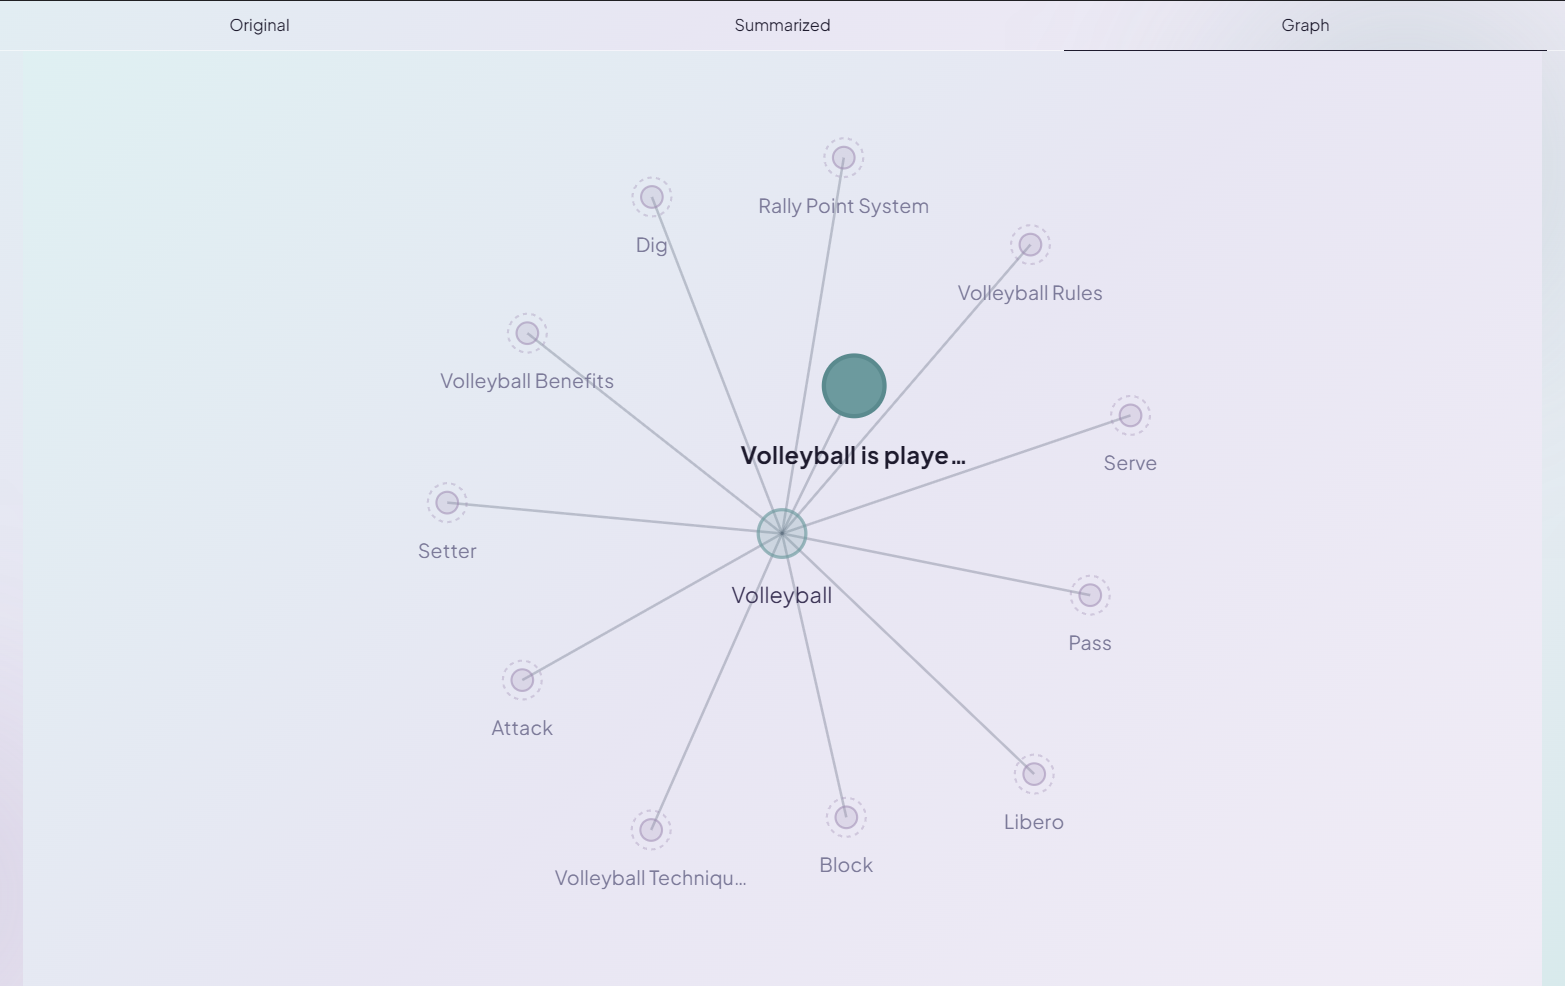 Original
Summarized
Graph
Rally Point System
Dig
Volleyball Rules
Volleyball Benefits
Volleyball is playe...
Serve
Setter
Volleyball
Pass
Attack
Libero
Block
Volleyball Techniqu...